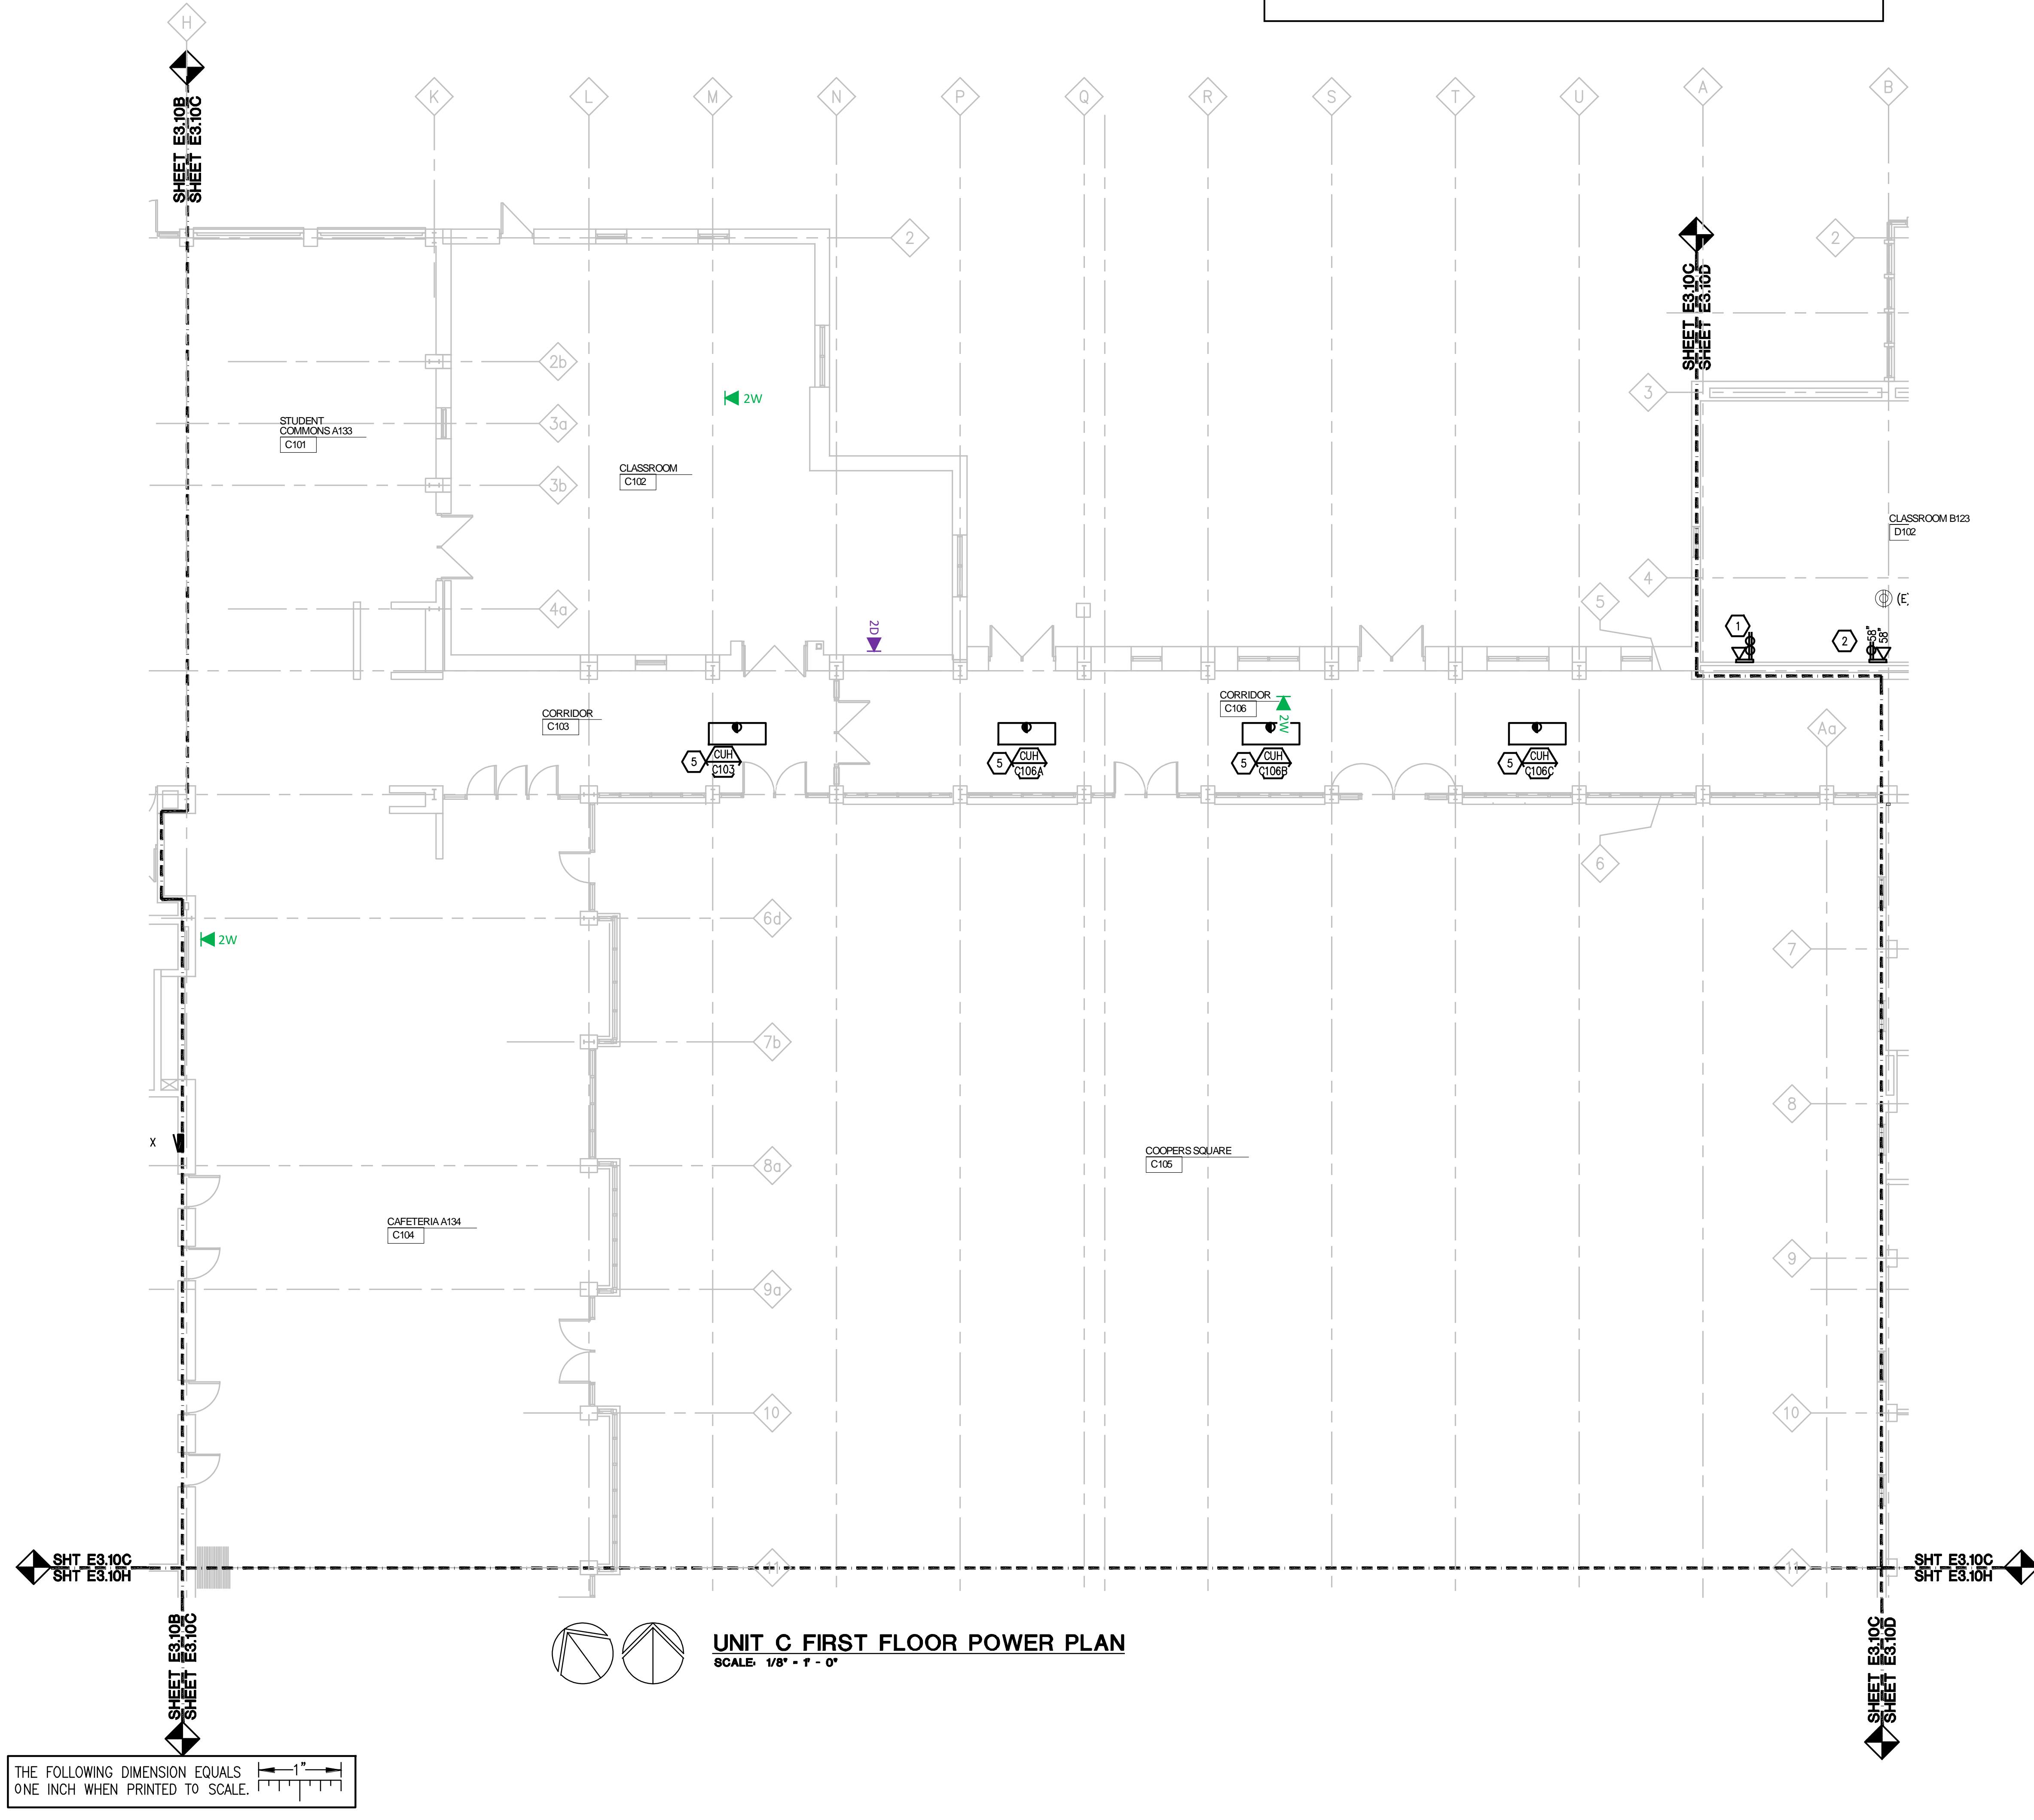 H
SHEET E3.10B
SHEET E3.10C
K
L
M
N
P
Q
R
S
T
U
A
B
2
2
SHEET E3.10C
SHEET E3.10D
2b
3
2W
3a
STUDENT
COMMONS A133
C101
CLASSROOM
C102
3b
CLASSROOM B123
D102
4
4a
5
(E)
2D
1
2
58"
58"
CORRIDOR
C103
CORRIDOR
C106
2W
Aa
5
CUH
C103
5
CUH
C106A
5
CUH
C106B
5
CUH
C106C
6
6d
2W
7
7b
8
X
COOPERS SQUARE
C105
8a
CAFETERIA A134
C104
9
9a
10
10
SHT E3.10C
SHT E3.10H
11
11
SHT E3.10C
SHT E3.10H
SHEET E3.10B
SHEET E3.10C
UNIT C FIRST FLOOR POWER PLAN
SCALE: 1/8" = 1' - 0"
SHEET E3.10C
SHEET E3.10D
THE FOLLOWING DIMENSION EQUALS
ONE INCH WHEN PRINTED TO SCALE.
1"